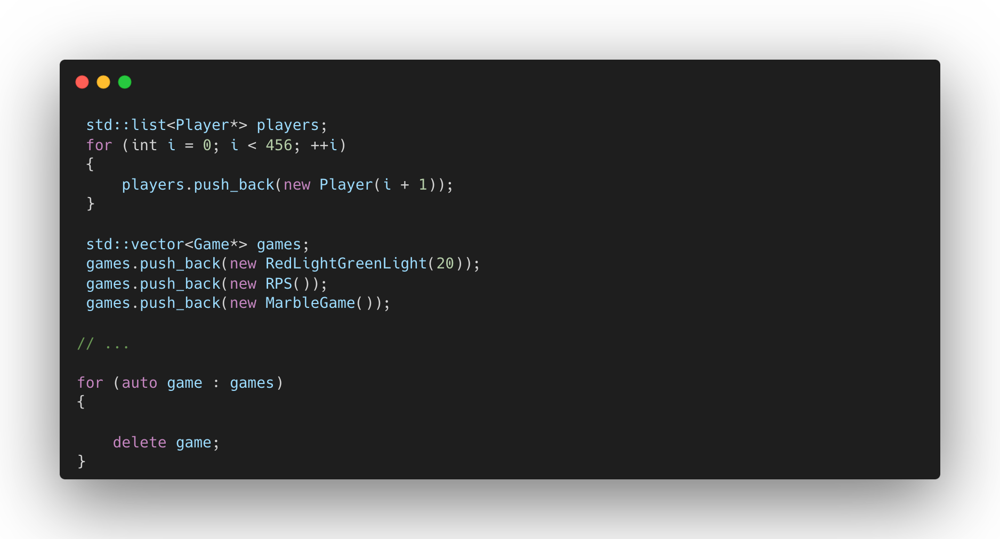 std::list<Player*> players;
for (int i = 0; i < 456; ++i)
{
    players.push_back(new Player(i + 1));
}

std::vector<Game*> games;
games.push_back(new RedLightGreenLight(20));
games.push_back(new RPS());
games.push_back(new MarbleGame());

// ...

for (auto game : games)
{

    delete game;
}